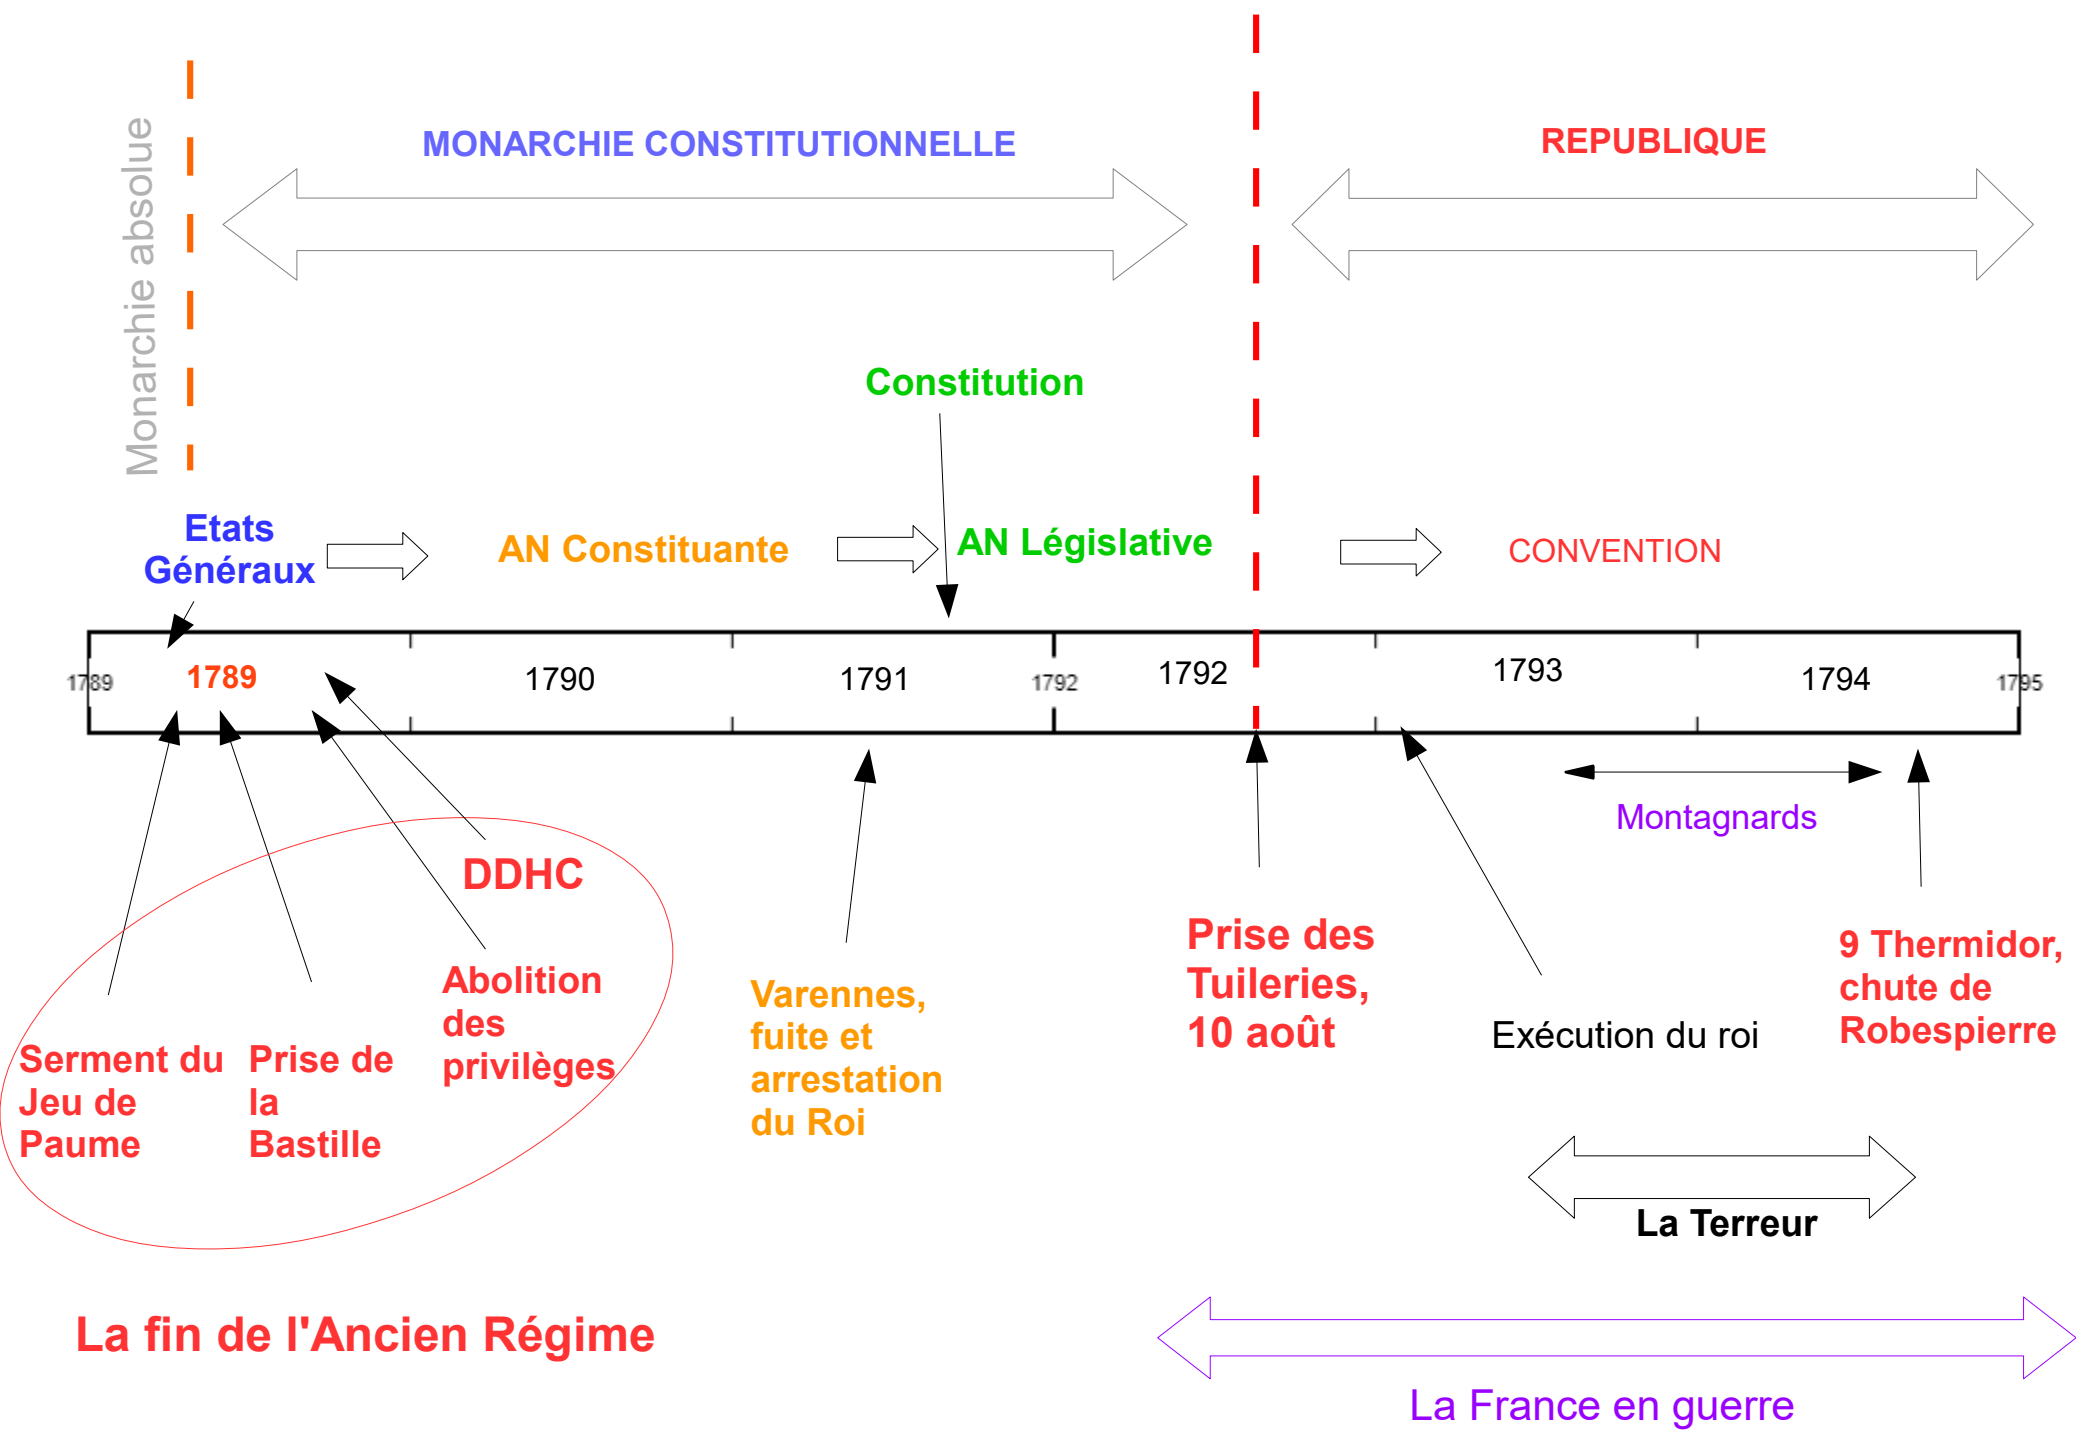 Monarchie absolue
MONARCHIE CONSTITUTIONNELLE
REPUBLIQUE
Constitution
Etats
Généraux
AN Constituante
AN Législative
CONVENTION
1789
1789
1790
1791
1792
1792
1793
1794
1795
Montagnards
DDHC
Abolition
des
privilèges
Serment du
Jeu de
Paume
Prise de
la
Bastille
Varennes,
fuite et
arrestation
du Roi
Prise des
Tuileries,
10 août
Exécution du roi
9 Thermidor,
chute de
Robespierre
La Terreur
La fin de l'Ancien Régime
La France en guerre